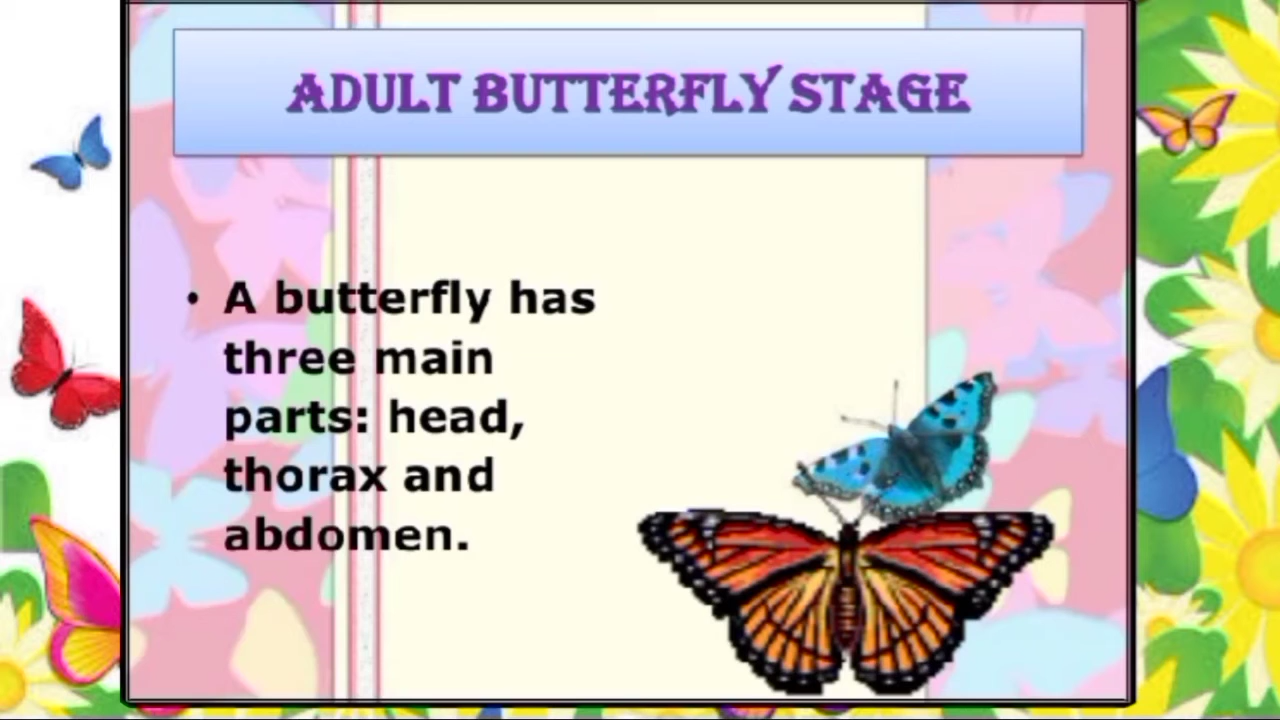 ADULT BUTTERFLY STAGE
• A butterfly has
three main
parts: head,
thorax and
abdomen.